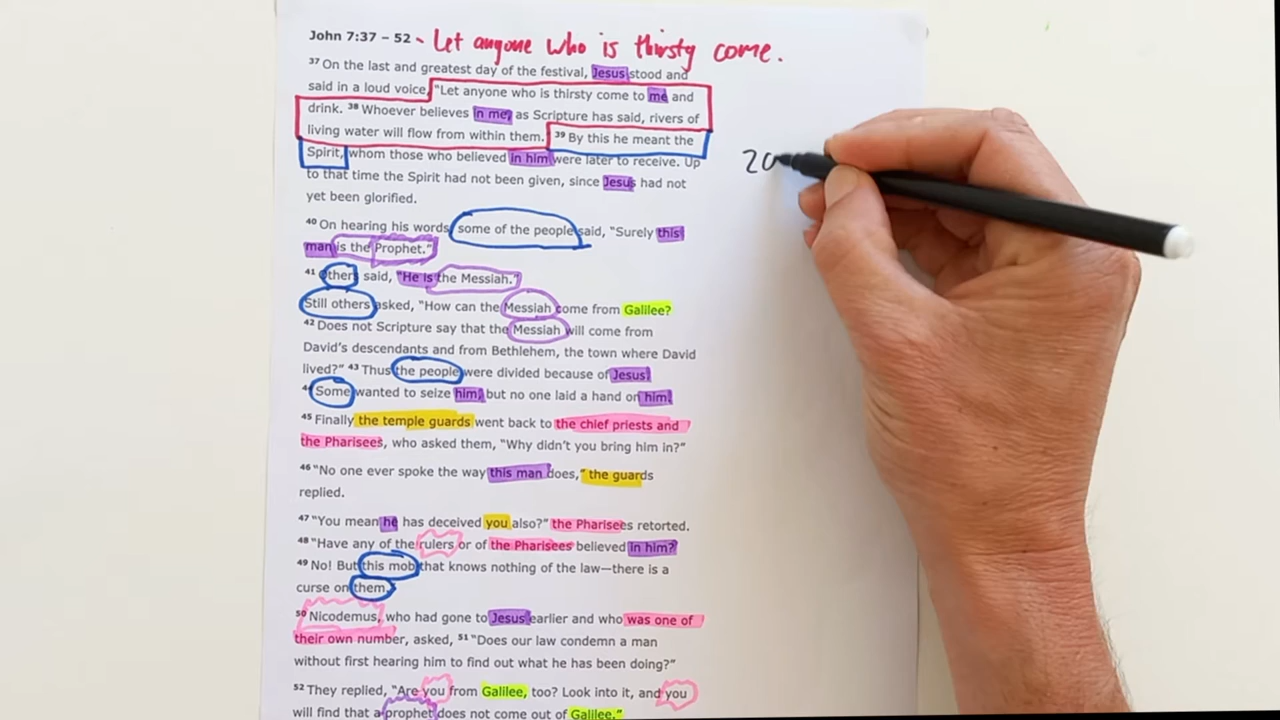 John 7:37 – 52 - Let anyone who is thirsty come.
37 On the last and greatest day of the festival, Jesus stood and
said in a loud voice, "Let anyone who is thirsty come to me and
drink. 38 Whoever believes in me, as Scripture has said, rivers of
living water will flow from within them. 39 By this he meant the
Spirit, whom those who believed in him were later to receive. Up
to that time the Spirit had not been given, since Jesus had not
yet been glorified.
40 On hearing his words, some of the people said, "Surely this
man is the Prophet."
41 Others said, "He is the Messiah."
Still others asked, "How can the Messiah come from Galilee?
42 Does not Scripture say that the Messiah will come from
David's descendants and from Bethlehem, the town where David
lived?" 43 Thus the people were divided because of Jesus.
44 Some wanted to seize him, but no one laid a hand on him.
45 Finally the temple guards went back to the chief priests and
the Pharisees, who asked them, "Why didn't you bring him in?"
46 "No one ever spoke the way this man does," the guards
replied.
47 "You mean he has deceived you also?" the Pharisees retorted.
48 "Have any of the rulers or of the Pharisees believed in him?
49 No! But this mob that knows nothing of the law—there is a
curse on them."
50 Nicodemus, who had gone to Jesus earlier and who was one of
their own number, asked, 51 "Does our law condemn a man
without first hearing him to find out what he has been doing?"
52 They replied, "Are you from Galilee, too? Look into it, and you
will find that a prophet does not come out of Galilee."